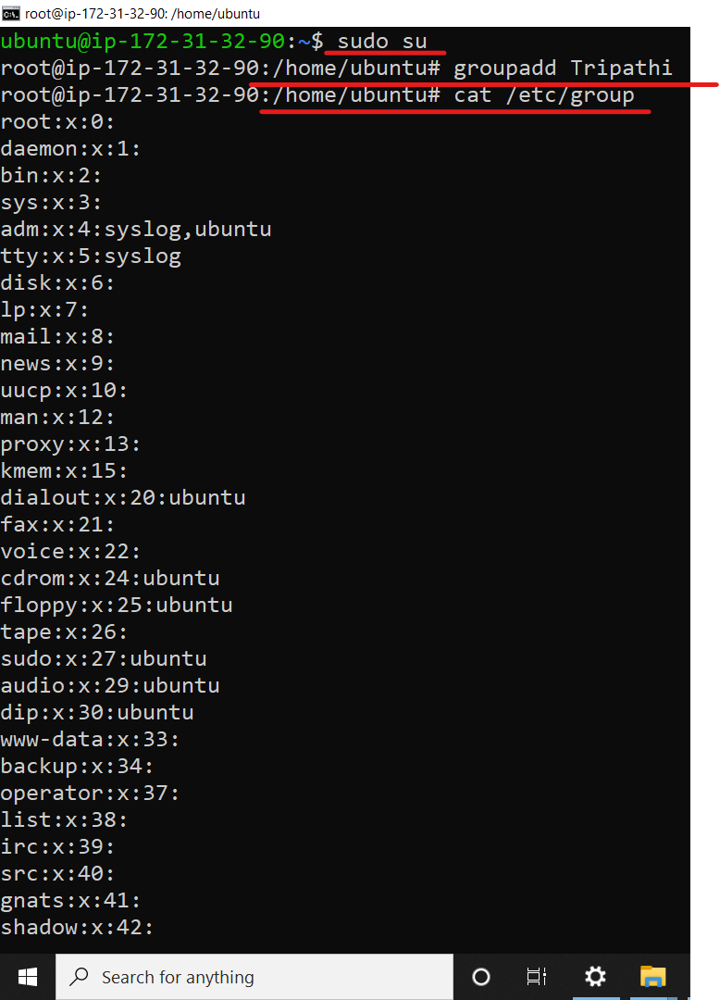 root@ip-172-31-32-90: /home/ubuntu
ubuntu@ip-172-31-32-90:~$ sudo su
root@ip-172-31-32-90:/home/ubuntu# groupadd Tripathi
root@ip-172-31-32-90:/home/ubuntu# cat /etc/group
root:x:0:
daemon:x:1:
bin:x:2:
sys:x:3:
adm:x:4:syslog,ubuntu
tty:x:5:syslog
disk:x:6:
lp:x:7:
mail:x:8:
news:x:9:
uucp:x:10:
man:x:12:
proxy:x:13:
kmem:x:15:
dialout:x:20:ubuntu
fax:x:21:
voice:x:22:
cdrom:x:24:ubuntu
floppy:x:25:ubuntu
tape:x:26:
sudo:x:27:ubuntu
audio:x:29:ubuntu
dip:x:30:ubuntu
www-data:x:33:
backup:x:34:
operator:x:37:
list:x:38:
irc:x:39:
src:x:40:
gnats:x:41:
shadow:x:42:
Search for anything